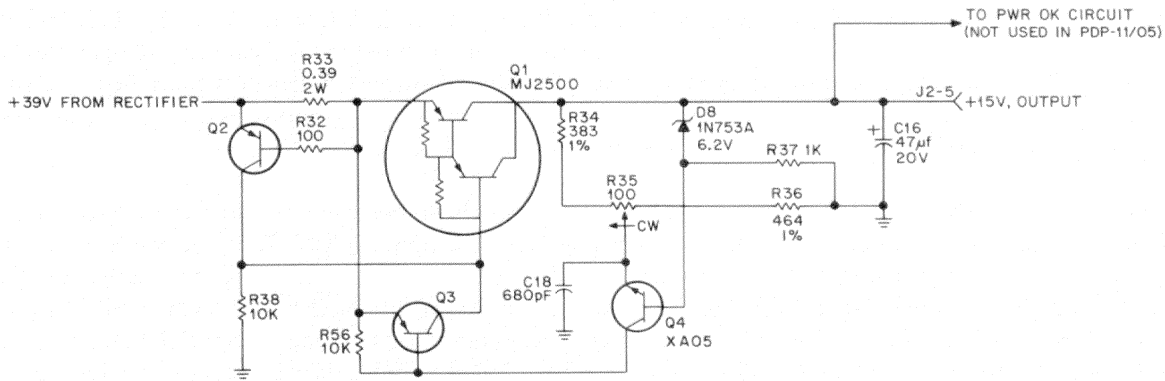 TO PWR OK CIRCUIT
(NOT USED IN PDP-11/05)
R33
0.39
2W
Q1
MJ2500
+39V FROM RECTIFIER
J2-5
+15V, OUTPUT
Q2
R32
100
R34
383
1%
D8
1N753A
6.2V
+
C16
47μf
20V
R37 1K
R35
100
R36
464
1%
CW
C18
680pF
R38
10K
Q3
R56
10K
Q4
XA05